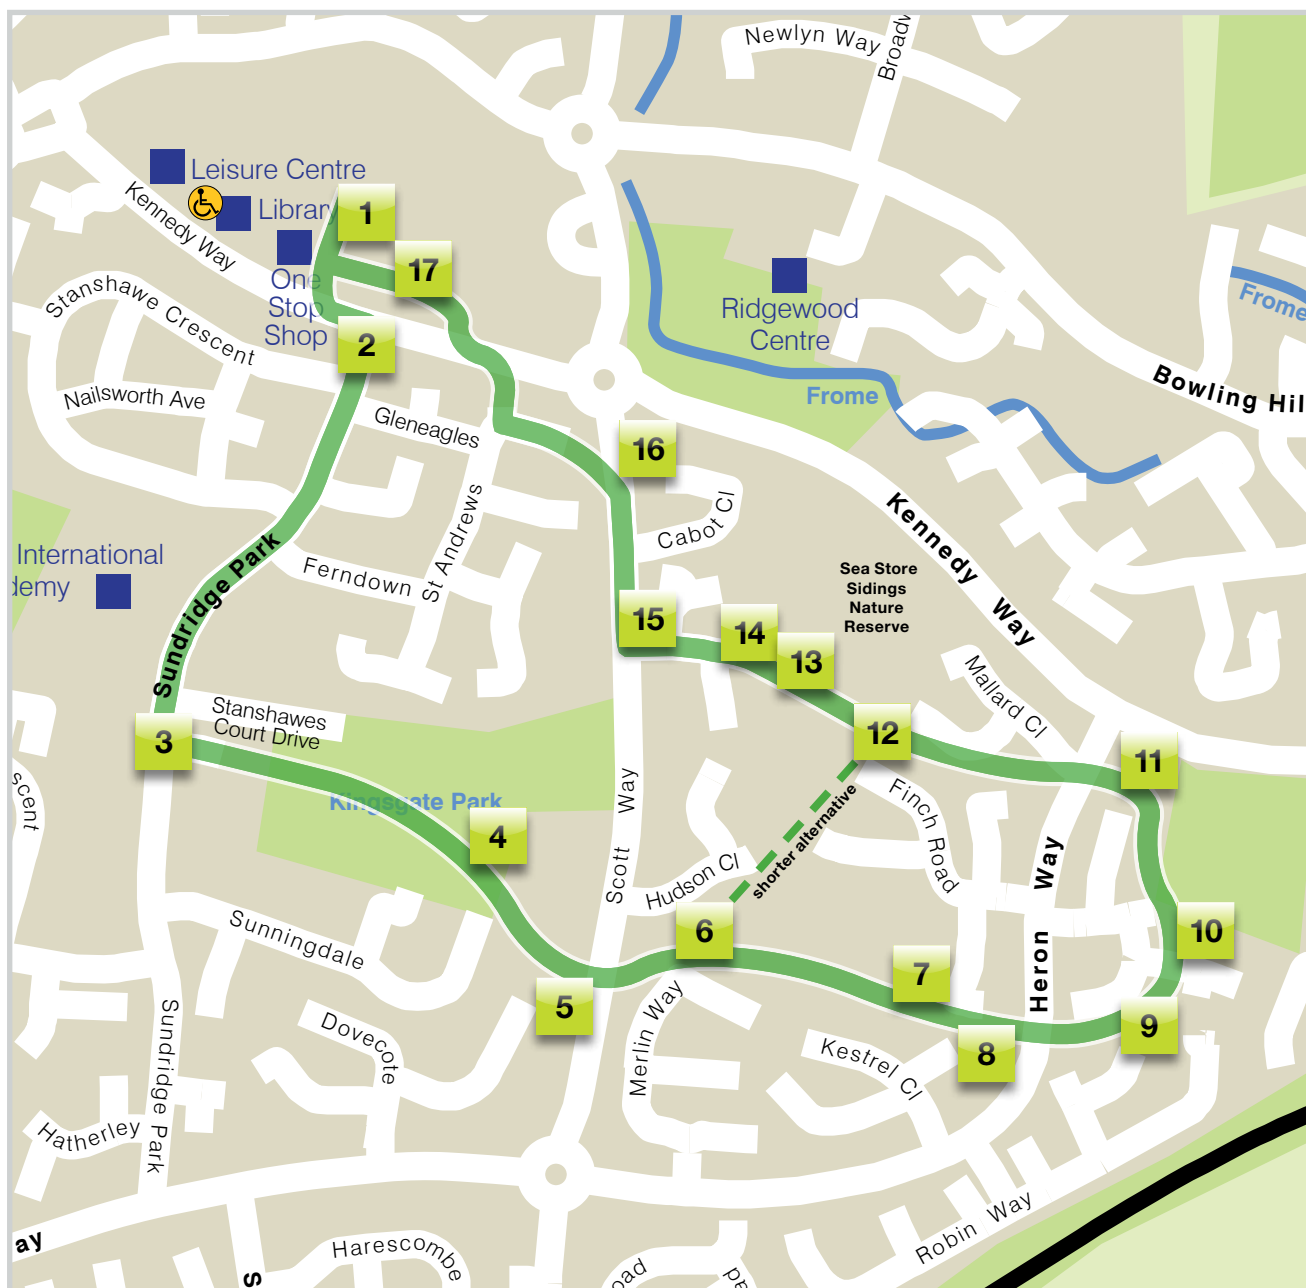 Newlyn Way
Broadw
Leisure Centre
Library
Kennedy Way
1
17
One
Stop
Shop
2
Ridgewood
Centre
Frome
Frome
Bowling Hil
Stanshawe Crescent
Nailsworth Ave
Gleneagles
16
Cabot Cl
Kennedy Way
St Andrews
International
demy
Ferndown
Sundridge Park
Sea Store
Sidings
Nature
Reserve
15
14
13
Mallard Cl
12
11
Stanshawes
Court Drive
3
scent
Kingsgate Park
4
Scott Way
shorter alternative
Finch Road
Heron Way
Hudson Cl
6
10
7
Sunningdale
5
Merlin Way
9
8
Kestrel Cl
Dovecote
Sundridge Park
Hatherley
Robin Way
ay
Harescombe
S
oad